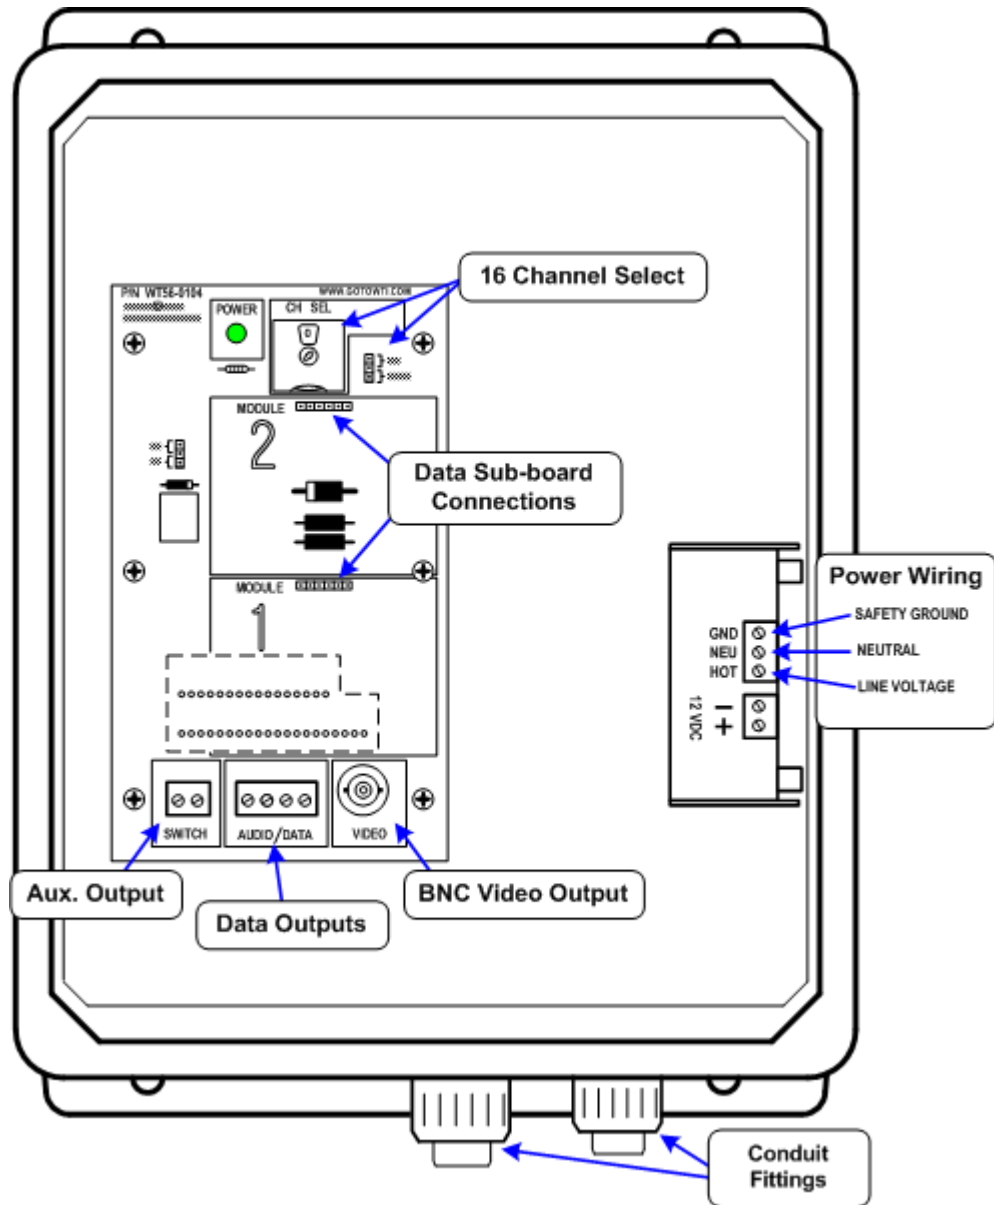 16 Channel Select
P/N WT56-0104
WWW.GOTOWTI.COM
POWER
CH SEL
0
MODULE
2
Data Sub-board
Connections
MODULE
1
Power Wiring
SAFETY GROUND
NEUTRAL
LINE VOLTAGE
GND
NEU
HOT
12 VDC
−
+
SWITCH
AUDIO/DATA
VIDEO
Aux. Output
Data Outputs
BNC Video Output
Conduit
Fittings